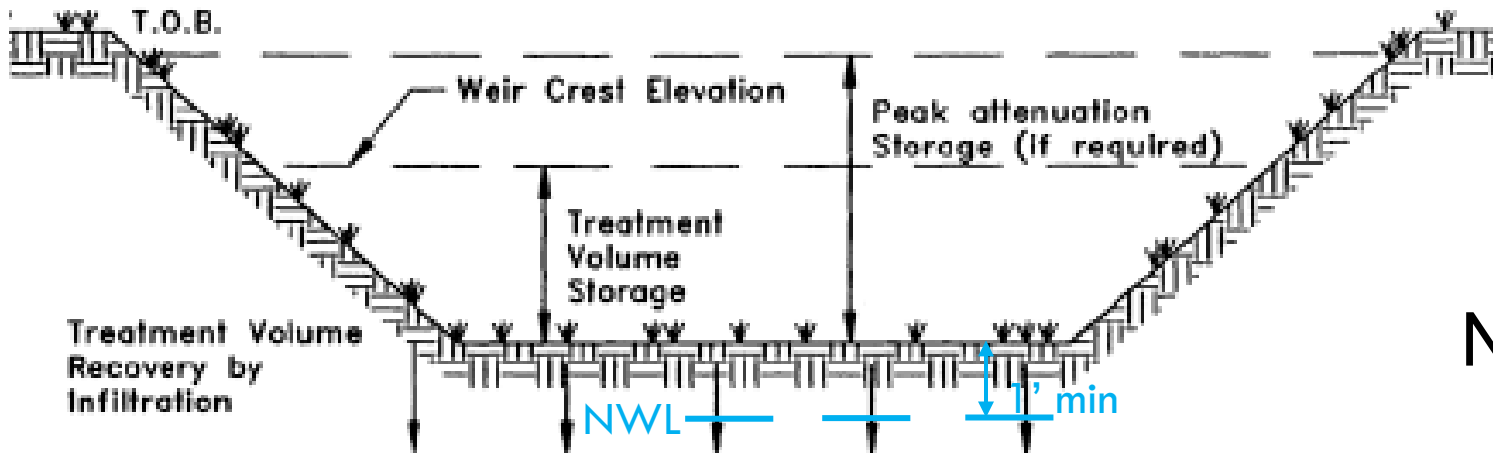 T.O.B.
Weir Crest Elevation
Peak attenuation
Storage (if required)
Treatment
Volume
Storage
Treatment Volume
Recovery by
Infiltration
NWL
1' min
N